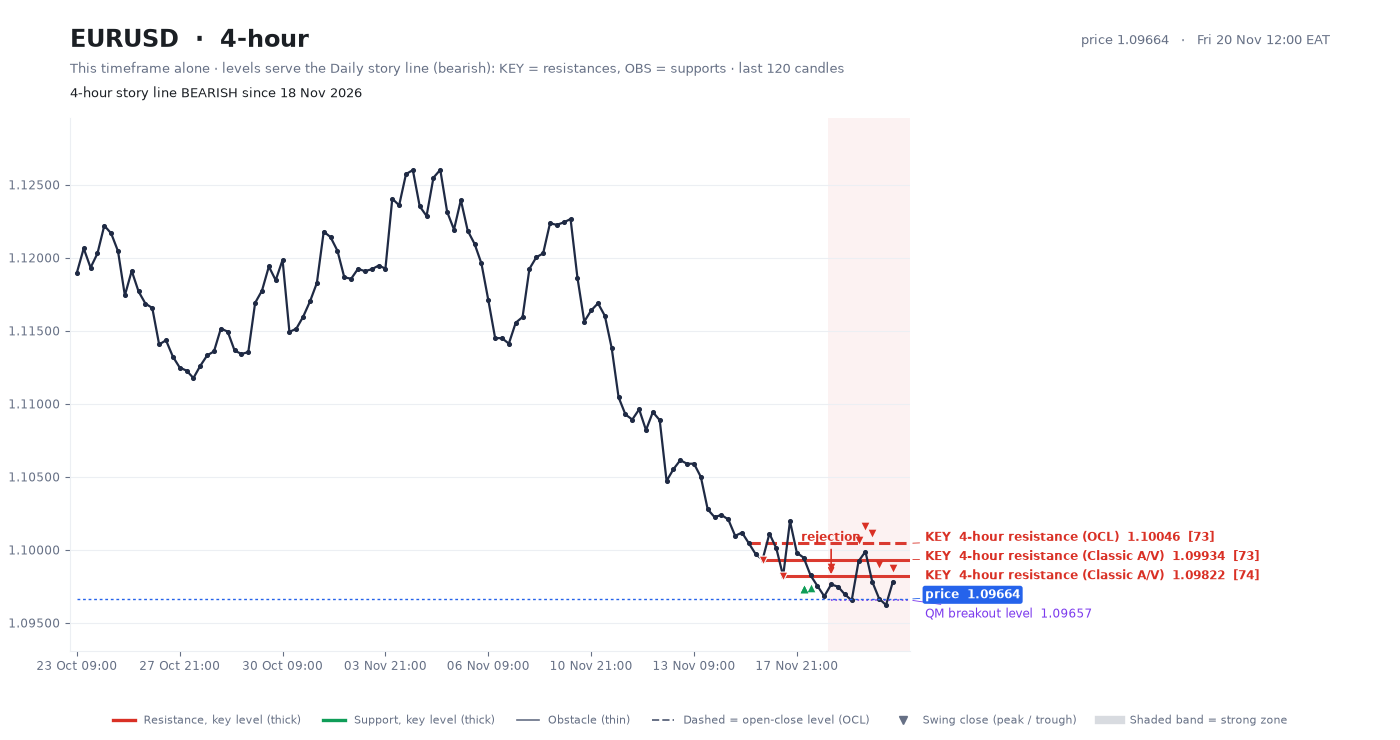 EURUSD · 4-hour
price 1.09664 · Fri 20 Nov 12:00 EAT
This timeframe alone · levels serve the Daily story line (bearish): KEY = resistances, OBS = supports · last 120 candles
4-hour story line BEARISH since 18 Nov 2026
1.12500
1.12000
1.11500
1.11000
1.10500
1.10000
1.09500
rejection
KEY 4-hour resistance (OCL) 1.10046 [73]
KEY 4-hour resistance (Classic A/V) 1.09934 [73]
KEY 4-hour resistance (Classic A/V) 1.09822 [74]
price 1.09664
QM breakout level 1.09657
23 Oct 09:00 27 Oct 21:00 30 Oct 09:00 03 Nov 21:00 06 Nov 09:00 10 Nov 21:00 13 Nov 09:00 17 Nov 21:00
Resistance, key level (thick) Support, key level (thick) Obstacle (thin) Dashed = open-close level (OCL) Swing close (peak / trough) Shaded band = strong zone